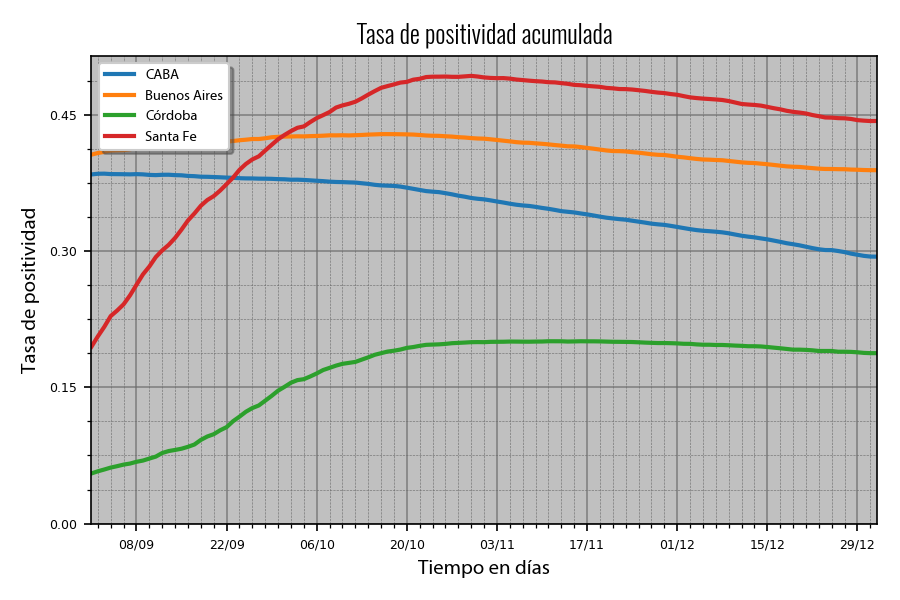 Tasa de positividad acumulada
CABA
Buenos Aires
Córdoba
Santa Fe
Tasa de positividad
0.45
0.30
0.15
0.00
08/09 22/09 06/10 20/10 03/11 17/11 01/12 15/12 29/12
Tiempo en días